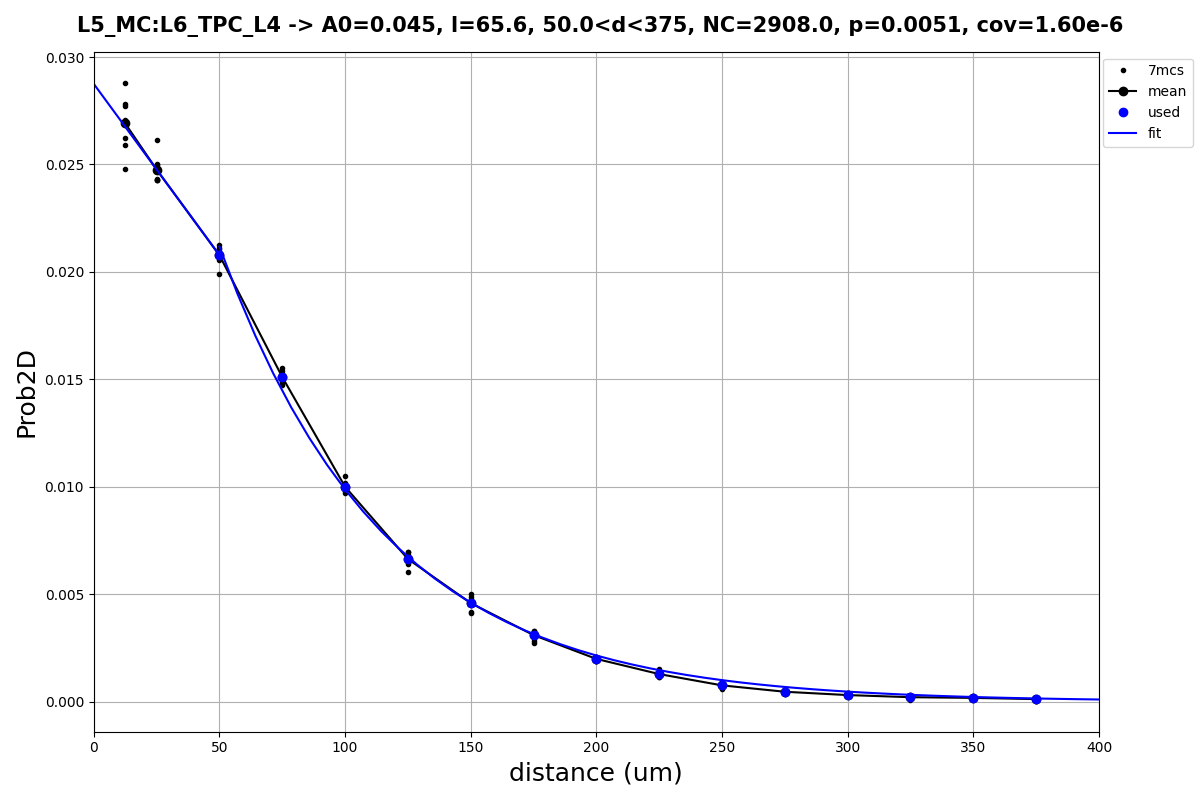 L5_MC:L6_TPC_L4 -> A0=0.045, l=65.6, 50.0<d<375, NC=2908.0, p=0.0051, cov=1.60e-6
0.030
0.025
0.020
0.015
0.010
0.005
0.000
Prob2D
0
50
100
150
200
250
300
350
400
distance (um)
7mcs
mean
used
fit